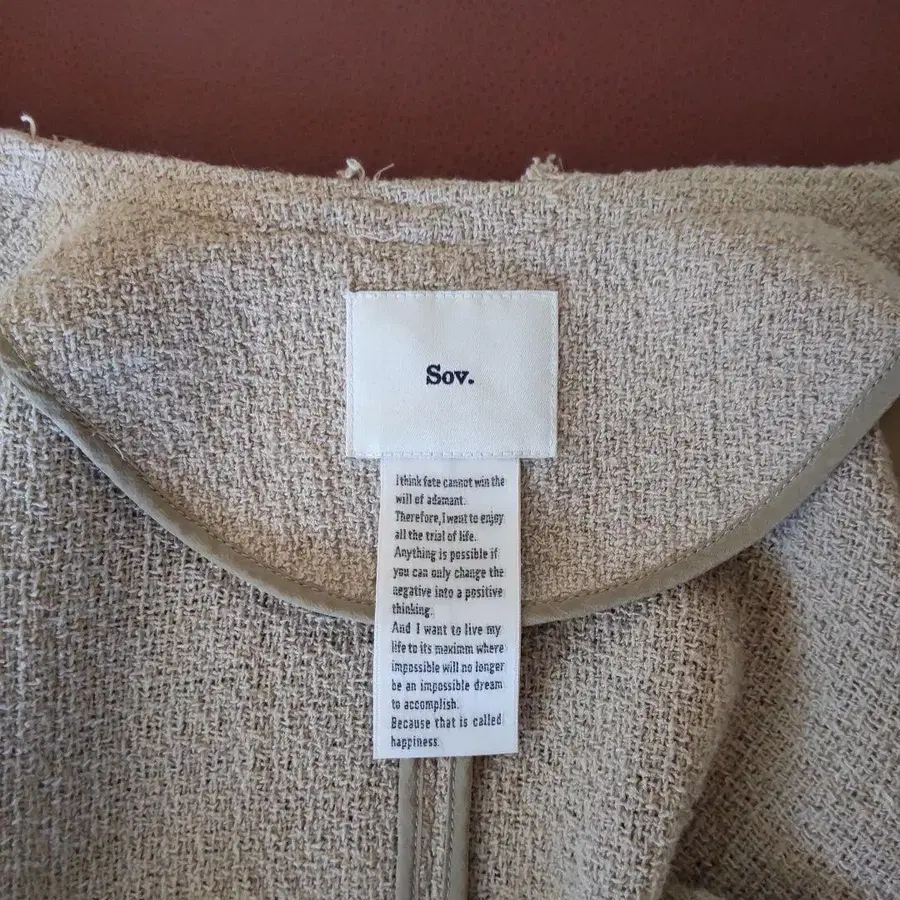 Sov.
I think fate cannot win the
will of adamant.
Therefore, I want to enjoy
all the trial of life.
Anything is possible if
you can only change the
negative into a positive
thinking.
And I want to live my
life to its maximm where
impossible will no longer
be an impossible dream
to accomplish.
Because that is called
happiness.